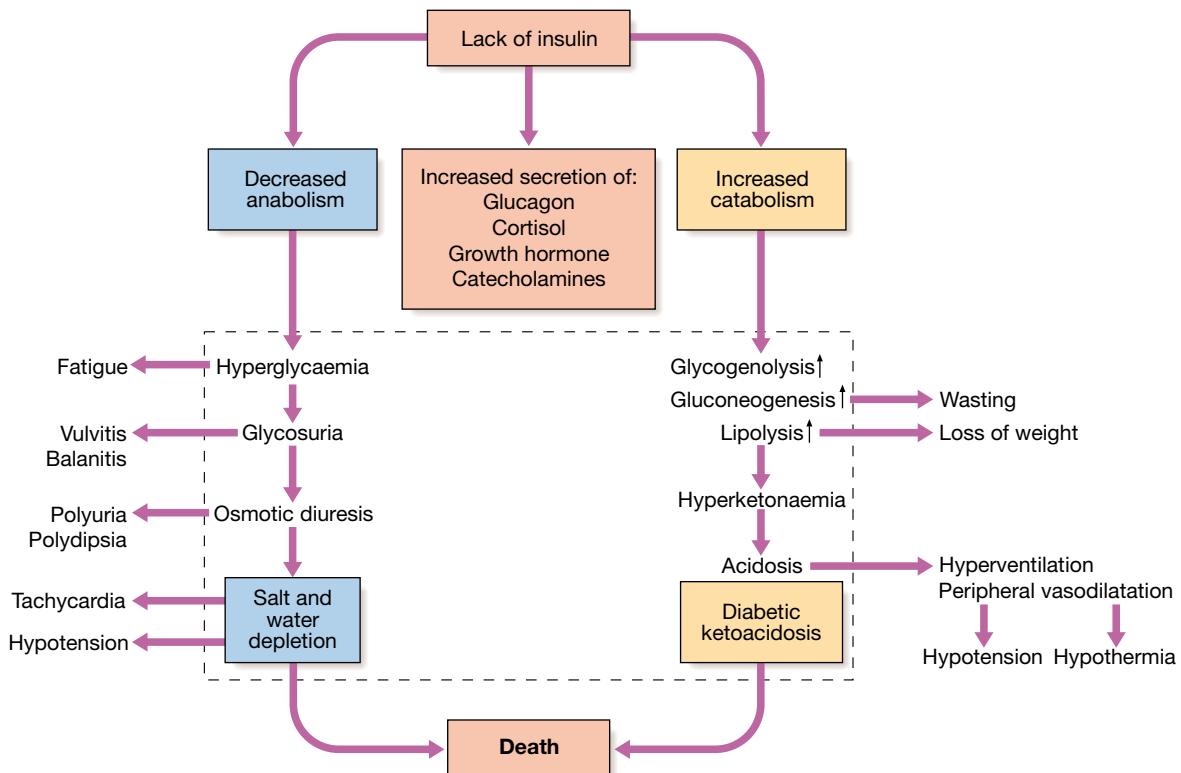 Lack of insulin
Decreased
anabolism
Increased secretion of:
Glucagon
Cortisol
Growth hormone
Catecholamines
Increased
catabolism
Fatigue
Hyperglycaemia
Vulvitis
Balanitis
Glycosuria
Polyuria
Polydipsia
Osmotic diuresis
Tachycardia
Hypotension
Salt and
water
depletion
Glycogenolysis↑
Gluconeogenesis↑
Wasting
Lipolysis↑
Loss of weight
Hyperketonaemia
Acidosis
Hyperventilation
Peripheral vasodilatation
Hypotension
Hypothermia
Diabetic
ketoacidosis
Death